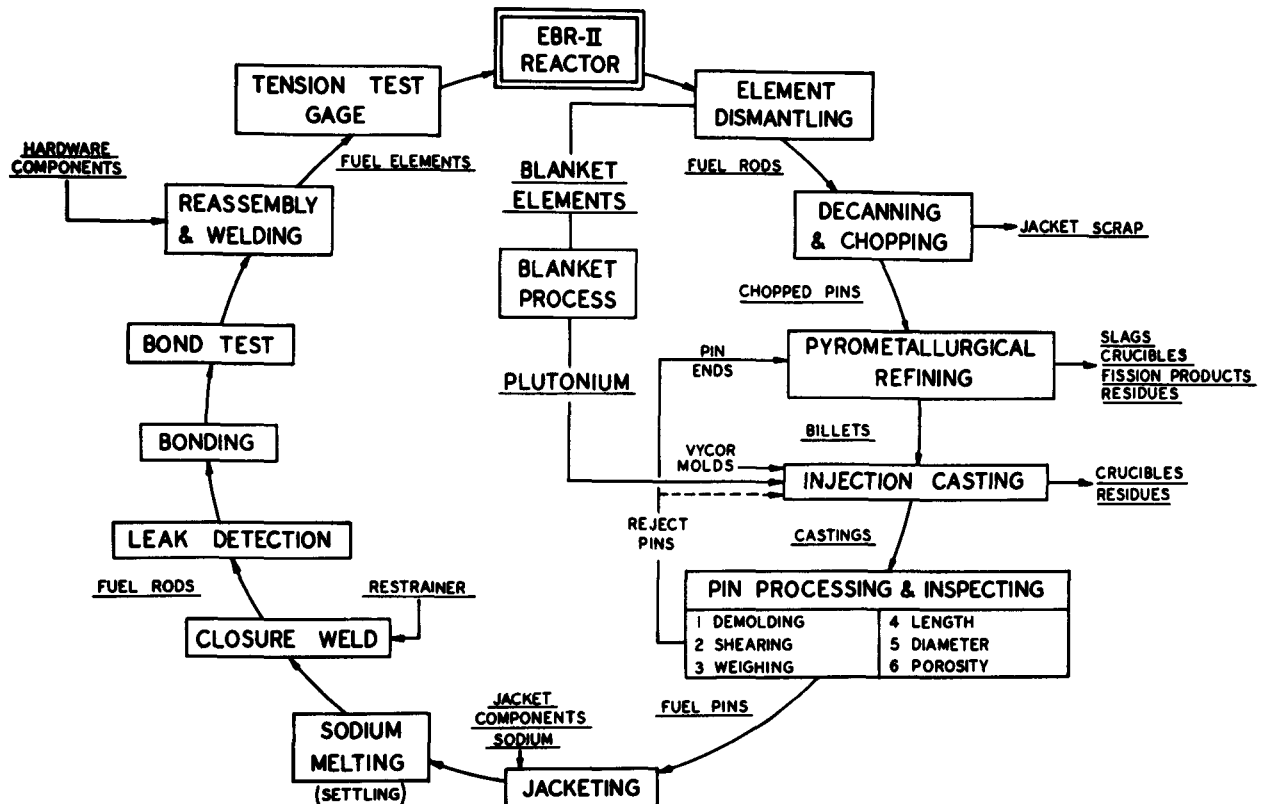 EBR-II
REACTOR
ELEMENT
DISMANTLING
FUEL RODS
DECANNING
& CHOPPING
JACKET SCRAP
CHOPPED PINS
PYROMETALLURGICAL
REFINING
SLAGS
CRUCIBLES
FISSION PRODUCTS
RESIDUES
BILLETS
INJECTION CASTING
CRUCIBLES
RESIDUES
CASTINGS
PIN PROCESSING & INSPECTING
1 DEMOLDING
2 SHEARING
3 WEIGHING
4 LENGTH
5 DIAMETER
6 POROSITY
FUEL PINS
JACKETING
JACKET
COMPONENTS
SODIUM
SODIUM
MELTING
(SETTLING)
CLOSURE WELD
RESTRAINER
FUEL RODS
LEAK DETECTION
BONDING
BOND TEST
REASSEMBLY
& WELDING
HARDWARE
COMPONENTS
FUEL ELEMENTS
TENSION TEST
GAGE
BLANKET
ELEMENTS
BLANKET
PROCESS
PLUTONIUM
PIN
ENDS
VYCOR
MOLDS
REJECT
PINS